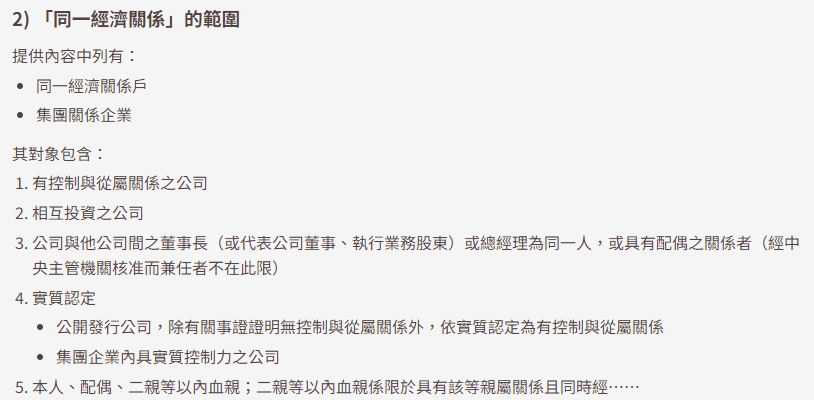 2) 「同一經濟關係」的範圍
提供內容中列有：
• 同一經濟關係戶
• 集團關係企業
其對象包含：
1. 有控制與從屬關係之公司
2. 相互投資之公司
3. 公司與他公司間之董事長（或代表公司董事、執行業務股東）或總經理為同一人，或具有配偶之關係者（經中
央主管機關核准而兼任者不在此限）
4. 實質認定
• 公開發行公司，除有關事證證明無控制與從屬關係外，依實質認定為有控制與從屬關係
• 集團企業內具實質控制力之公司
5. 本人、配偶、二親等以內血親；二親等以內血親係限於具有該等親屬關係且同時經⋯⋯